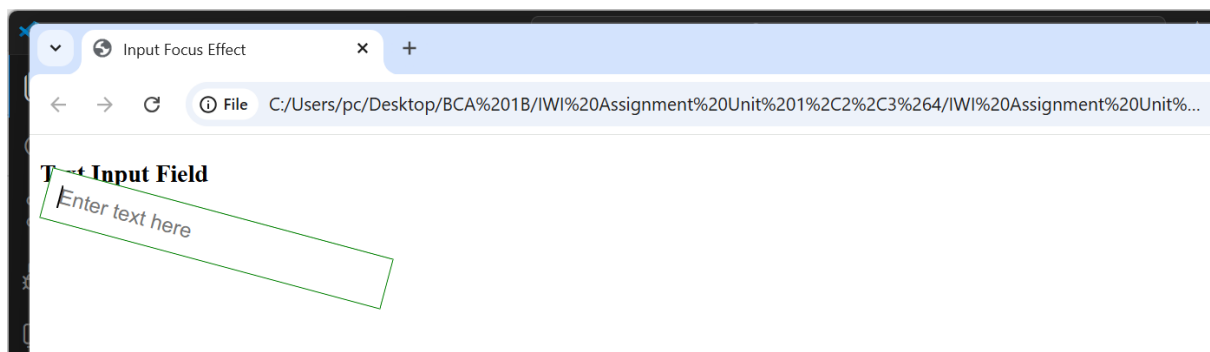 Input Focus Effect
File C:/Users/pc/Desktop/BCA%201B/IWI%20Assignment%20Unit%201%2C2%2C3%264/IWI%20Assignment%20Unit%...
Text Input Field
Enter text here